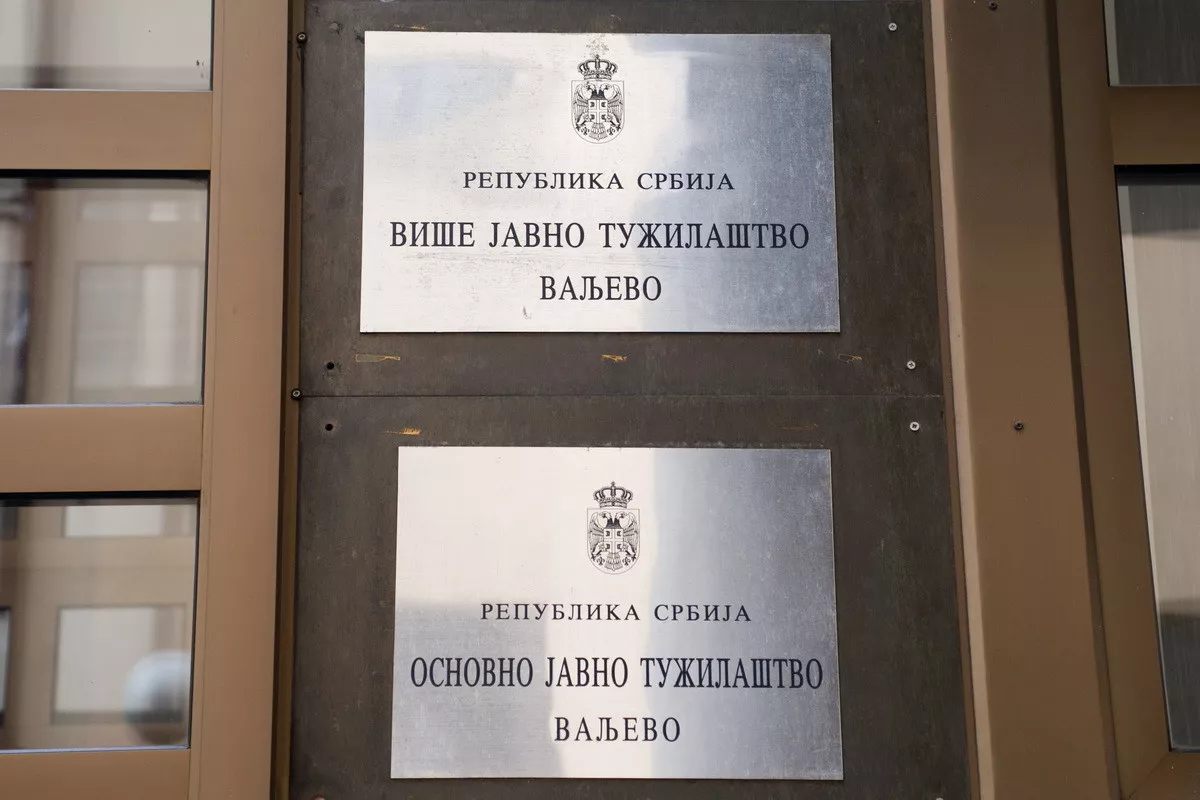 РЕПУБЛИКА СРБИЈА
ВИШЕ ЈАВНО ТУЖИЛАШТВО
ВАЉЕВО
РЕПУБЛИКА СРБИЈА
ОСНОВНО ЈАВНО ТУЖИЛАШТВО
ВАЉЕВО